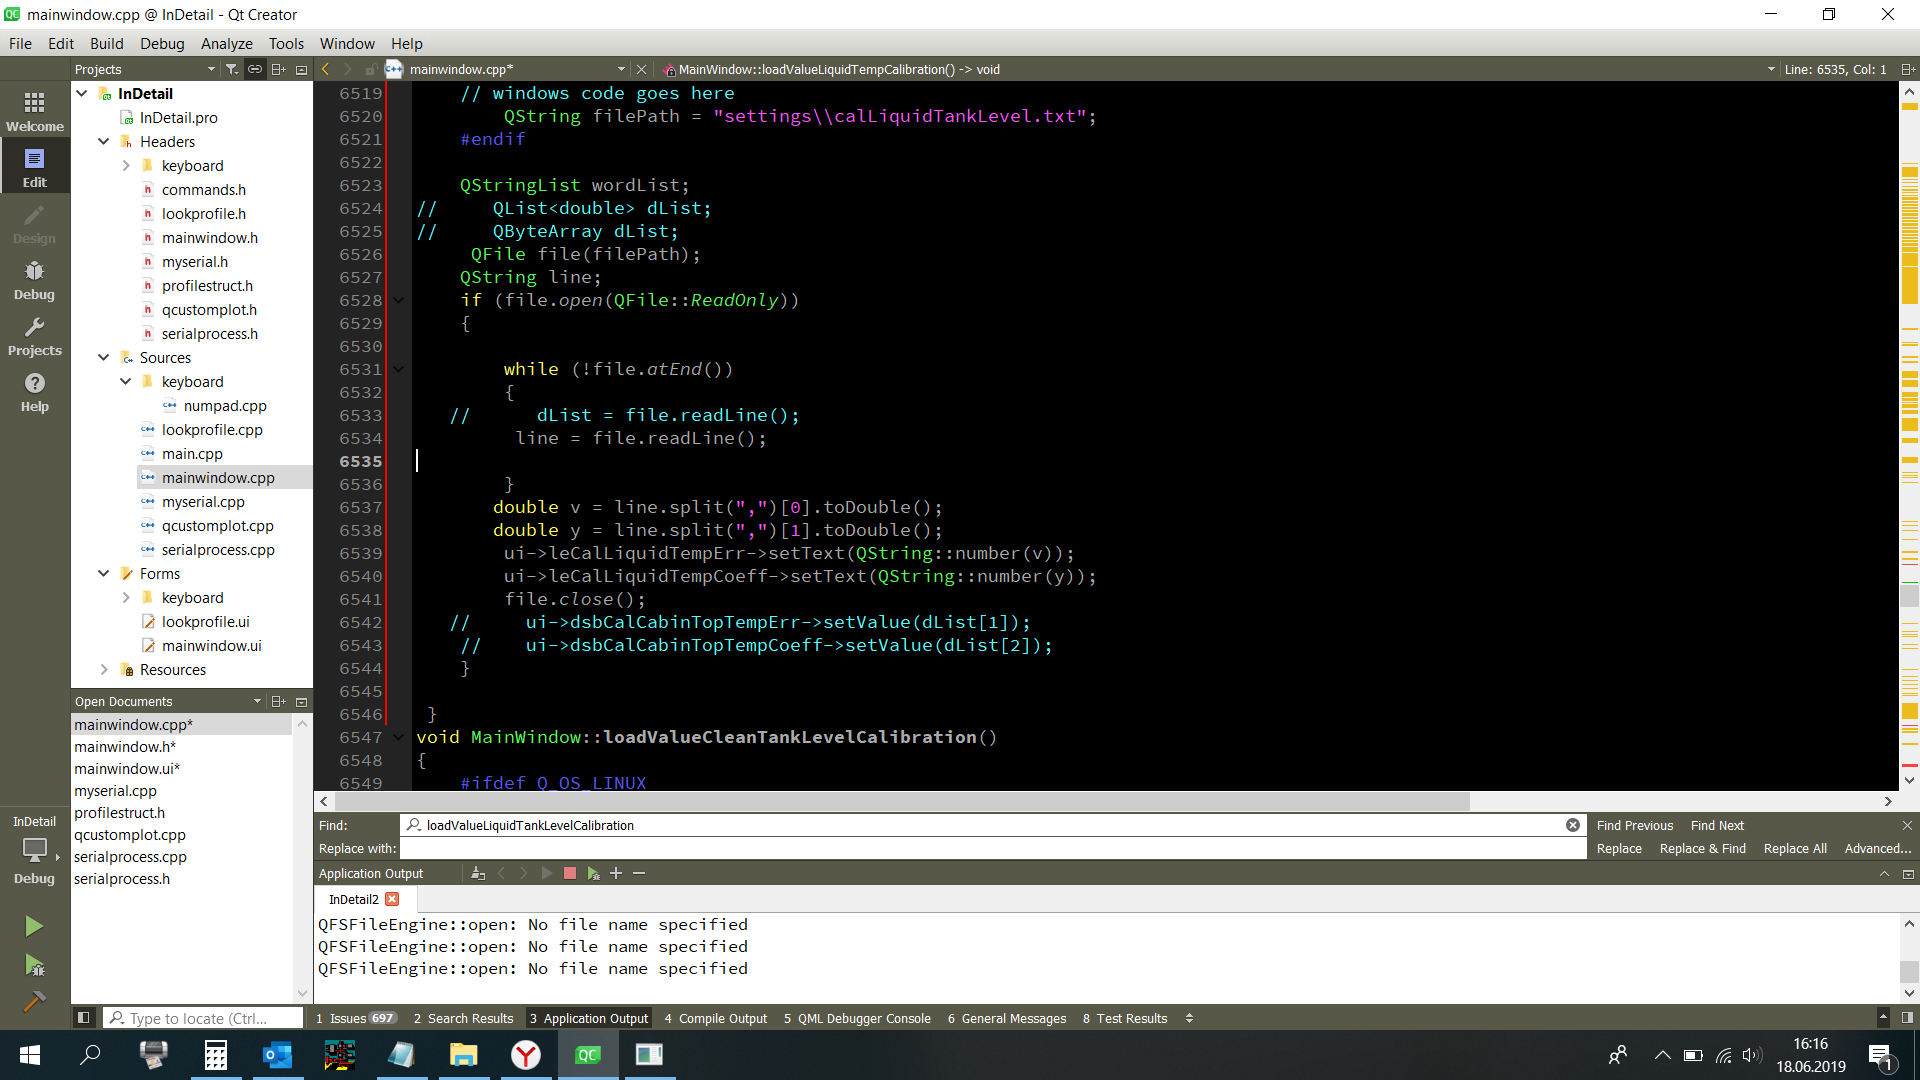 mainwindow.cpp @ InDetail - Qt Creator
File Edit Build Debug Analyze Tools Window Help
Projects
mainwindow.cpp*
MainWindow::loadValueLiquidTempCalibration() -> void
Line: 6535, Col: 1
Welcome
Edit
Design
Debug
Projects
Help
InDetail
InDetail.pro
Headers
keyboard
commands.h
lookprofile.h
mainwindow.h
myserial.h
profilestruct.h
qcustomplot.h
serialprocess.h
Sources
keyboard
numpad.cpp
lookprofile.cpp
main.cpp
mainwindow.cpp
myserial.cpp
qcustomplot.cpp
serialprocess.cpp
Forms
keyboard
lookprofile.ui
mainwindow.ui
Resources
Open Documents
mainwindow.cpp*
mainwindow.h*
mainwindow.ui*
myserial.cpp
profilestruct.h
qcustomplot.cpp
serialprocess.cpp
serialprocess.h
InDetail
Debug
6519 // windows code goes here
6520 QString filePath = "settings\\calLiquidTankLevel.txt";
6521 #endif
6522
6523 QStringList wordList;
6524 // QList<double> dList;
6525 // QByteArray dList;
6526 QFile file(filePath);
6527 QString line;
6528 if (file.open(QFile::ReadOnly))
6529 {
6530
6531 while (!file.atEnd())
6532 {
6533 // dList = file.readLine();
6534 line = file.readLine();
6535
6536 }
6537 double v = line.split(",")[0].toDouble();
6538 double y = line.split(",")[1].toDouble();
6539 ui->leCalLiquidTempErr->setText(QString::number(v));
6540 ui->leCalLiquidTempCoeff->setText(QString::number(y));
6541 file.close();
6542 // ui->dsbCalCabinTopTempErr->setValue(dList[1]);
6543 // ui->dsbCalCabinTopTempCoeff->setValue(dList[2]);
6544 }
6545
6546 }
6547 void MainWindow::loadValueCleanTankLevelCalibration()
6548 {
6549 #ifdef Q_OS_LINUX
Find: loadValueLiquidTankLevelCalibration Find Previous Find Next
Replace with: Replace Replace & Find Replace All Advanced...
Application Output
InDetail2
QFSFileEngine::open: No file name specified
QFSFileEngine::open: No file name specified
QFSFileEngine::open: No file name specified
Type to locate (Ctrl... 1 Issues 697 2 Search Results 3 Application Output 4 Compile Output 5 QML Debugger Console 6 General Messages 8 Test Results
16:16
18.06.2019
1